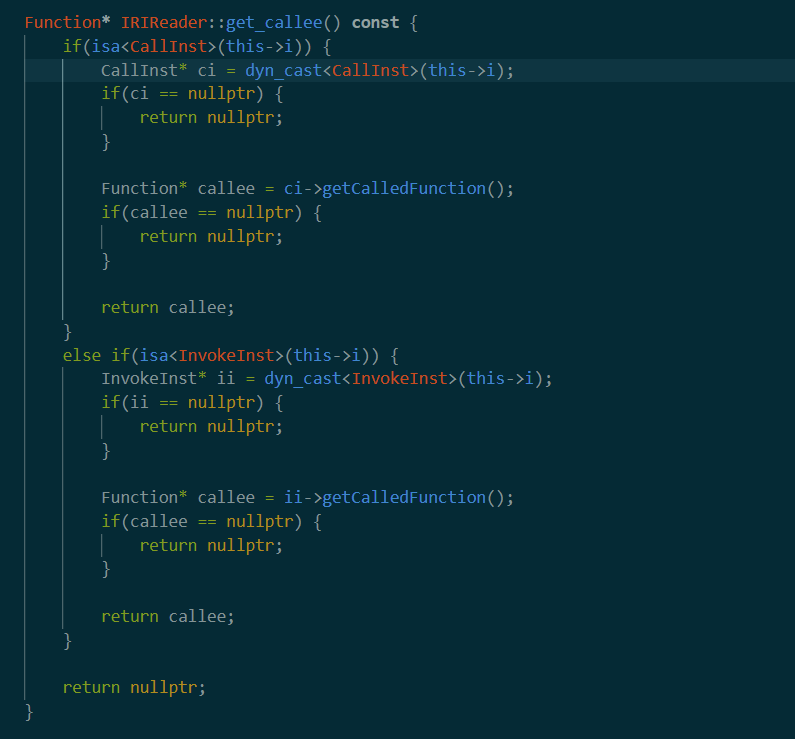 Function* IRIReader::get_callee() const {
    if(isa<CallInst>(this->i)) {
        CallInst* ci = dyn_cast<CallInst>(this->i);
        if(ci == nullptr) {
            return nullptr;
        }

        Function* callee = ci->getCalledFunction();
        if(callee == nullptr) {
            return nullptr;
        }

        return callee;
    }
    else if(isa<InvokeInst>(this->i)) {
        InvokeInst* ii = dyn_cast<InvokeInst>(this->i);
        if(ii == nullptr) {
            return nullptr;
        }

        Function* callee = ii->getCalledFunction();
        if(callee == nullptr) {
            return nullptr;
        }

        return callee;
    }

    return nullptr;
}